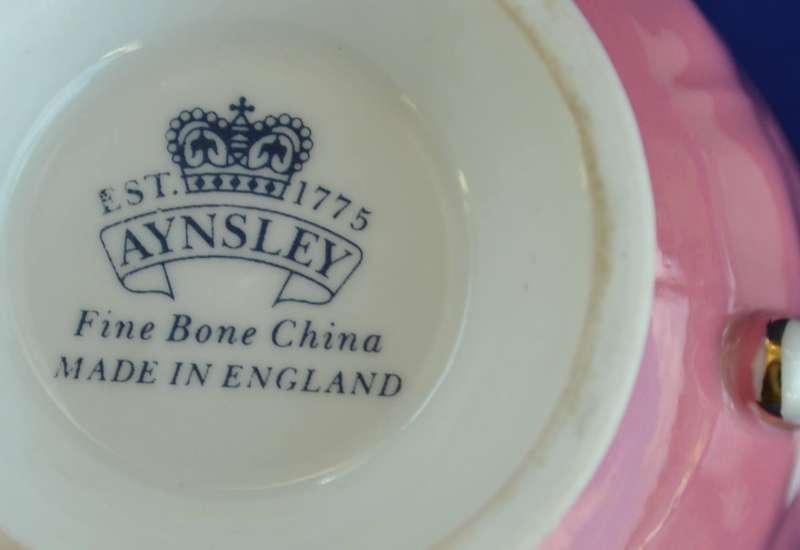 EST. 1775
AYNSLEY
Fine Bone China
MADE IN ENGLAND